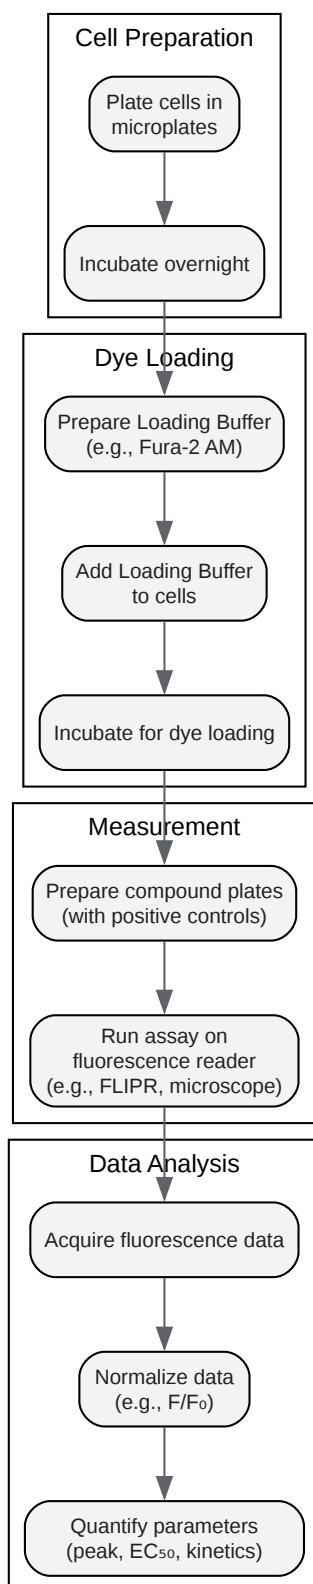 Cell Preparation
Plate cells in
microplates
Incubate overnight
Dye Loading
Prepare Loading Buffer
(e.g., Fura-2 AM)
Add Loading Buffer
to cells
Incubate for dye loading
Measurement
Prepare compound plates
(with positive controls)
Run assay on
fluorescence reader
(e.g., FLIPR, microscope)
Data Analysis
Acquire fluorescence data
Normalize data
(e.g., F/F₀)
Quantify parameters
(peak, EC₅₀, kinetics)